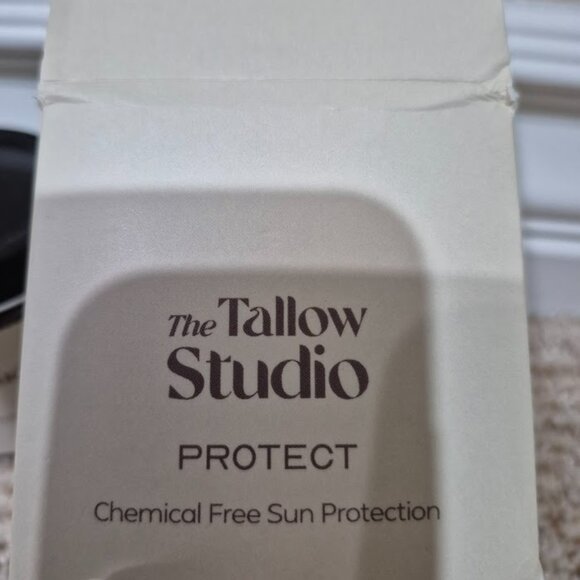 The Tallow
Studio
PROTECT
Chemical Free Sun Protection